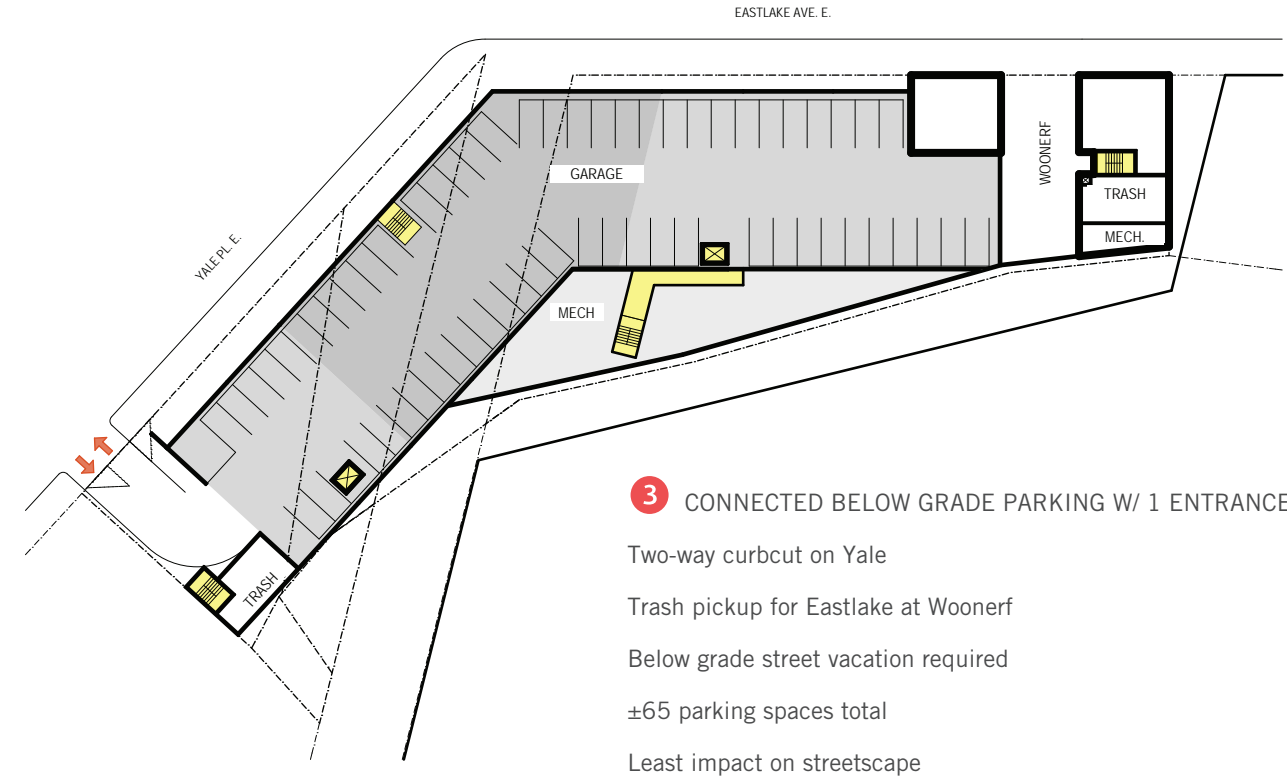 EASTLAKE AVE. E.
WOONERF
GARAGE
TRASH
YALE PL. E.
MECH.
MECH
3 CONNECTED BELOW GRADE PARKING W/ 1 ENTRANCE
Two-way curbcut on Yale
TRASH
Trash pickup for Eastlake at Woonerf
Below grade street vacation required
±65 parking spaces total
Least impact on streetscape